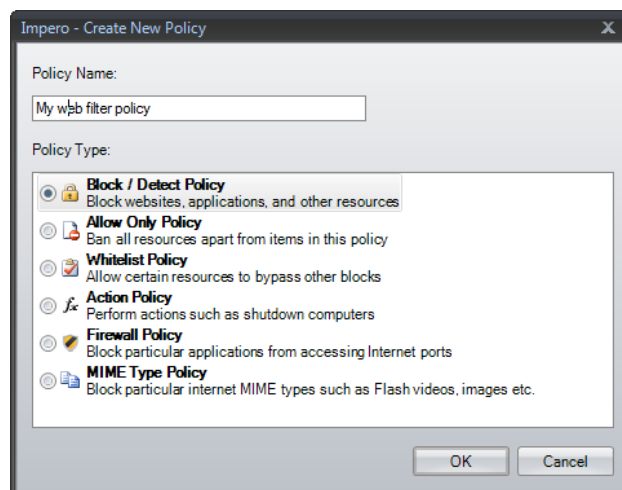 Impero - Create New Policy
X
Policy Name:
My web filter policy
Policy Type:
Block / Detect Policy
Block websites, applications, and other resources
Allow Only Policy
Ban all resources apart from items in this policy
Whitelist Policy
Allow certain resources to bypass other blocks
fx
Action Policy
Perform actions such as shutdown computers
Firewall Policy
Block particular applications from accessing Internet ports
MIME Type Policy
Block particular internet MIME types such as Flash videos, images etc.
OK
Cancel